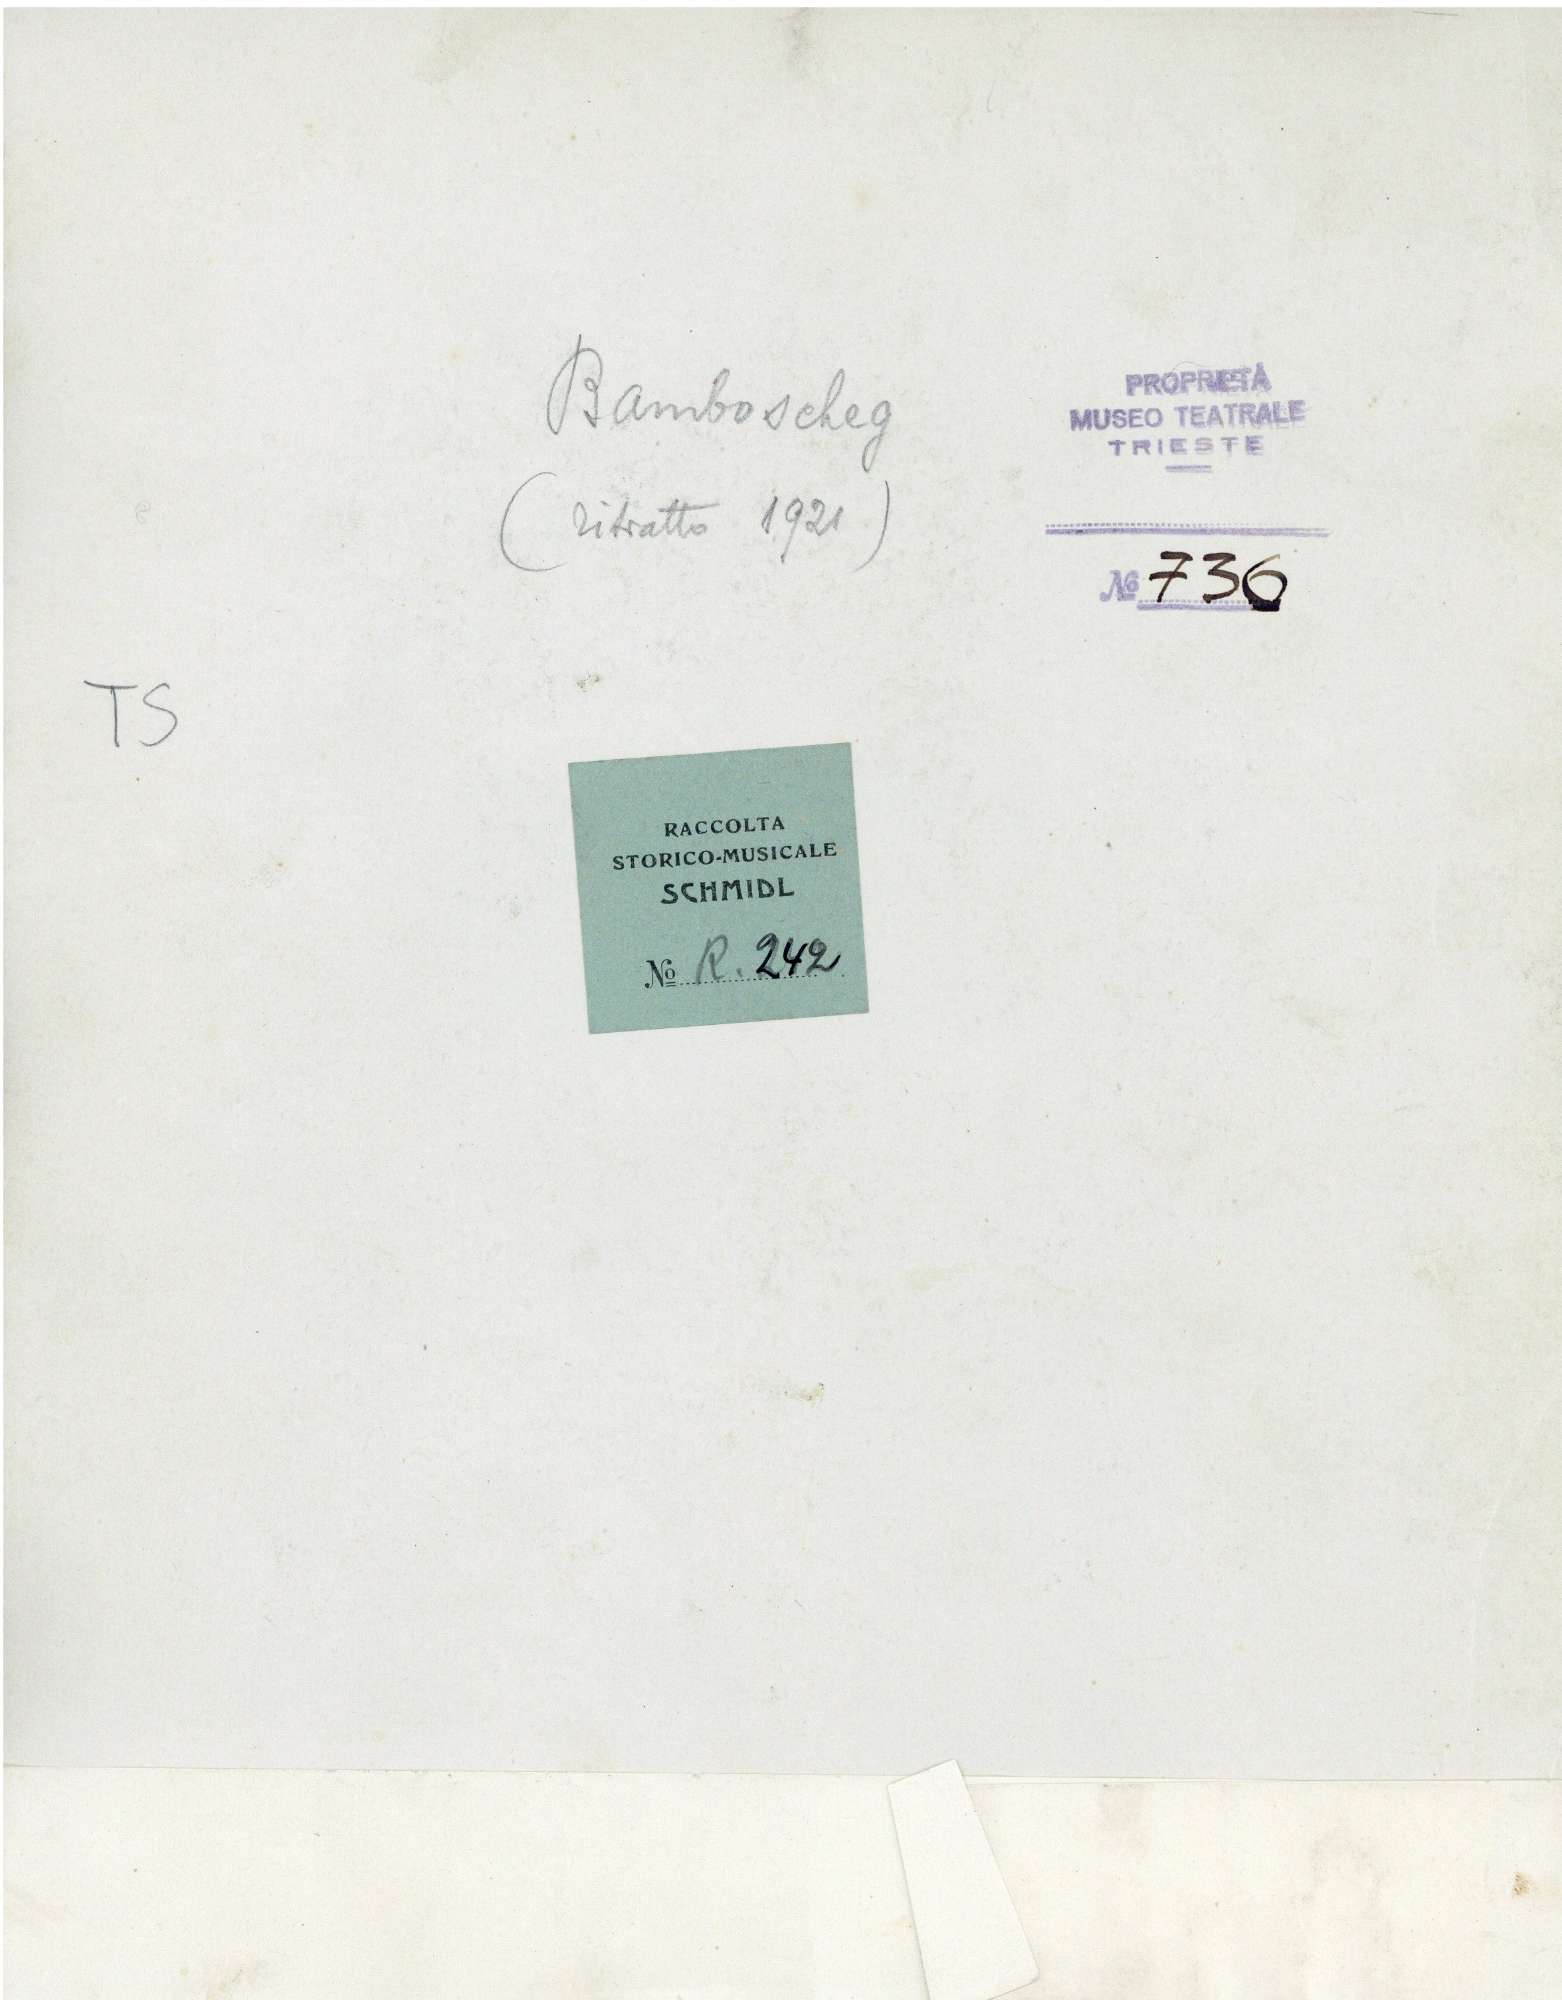 Bamboscheg
(ritratto 1921)
PROPRIETÀ
MUSEO TEATRALE
TRIESTE
№ 736
TS
RACCOLTA
STORICO-MUSICALE
SCHMIDL
№ R. 242